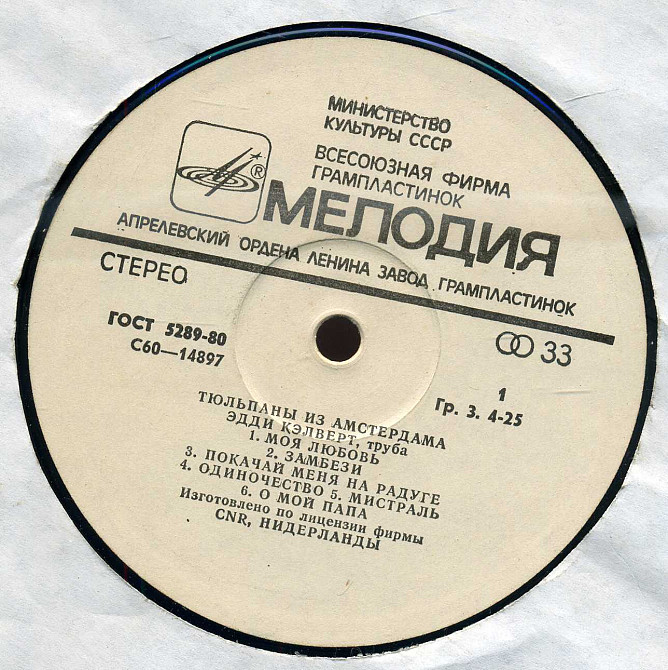 МИНИСТЕРСТВО
КУЛЬТУРЫ СССР
ВСЕСОЮЗНАЯ ФИРМА
ГРАМПЛАСТИНОК
®
МЕЛОДИЯ
АПРЕЛЕВСКИЙ ОРДЕНА ЛЕНИНА ЗАВОД ГРАМПЛАСТИНОК
СТЕРЕО
33
ГОСТ 5289-80
С60—14897
1
Гр. 3. 4-25
ТЮЛЬПАНЫ ИЗ АМСТЕРДАМА
ЭДДИ КЭЛВЕРТ, труба
1. МОЯ ЛЮБОВЬ
2. ЗАМБЕЗИ
3. ПОКАЧАЙ МЕНЯ НА РАДУГЕ
4. ОДИНОЧЕСТВО 5. МИСТРАЛЬ
6. О МОЙ ПАПА
Изготовлено по лицензии фирмы
CNR, НИДЕРЛАНДЫ